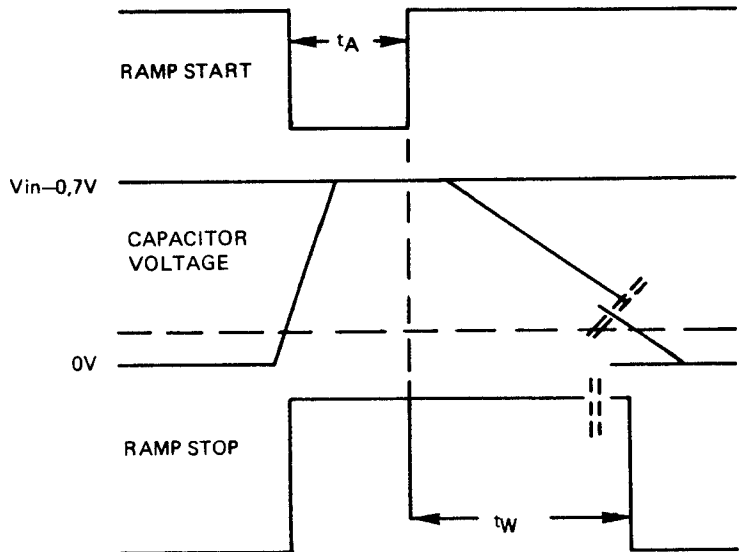 tA
RAMP START
Vin—0,7V
CAPACITOR
VOLTAGE
0V
RAMP STOP
tW